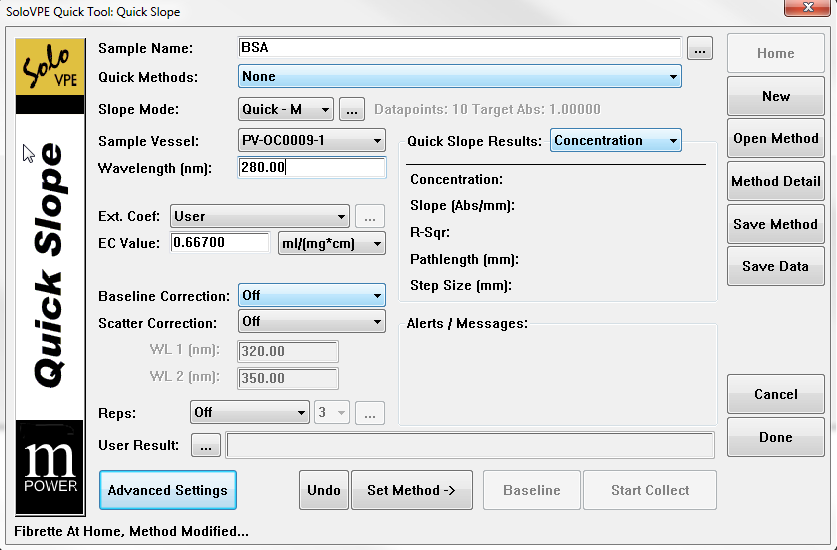 SoloVPE Quick Tool: Quick Slope
Solo
VPE
Quick Slope
m
POWER
Sample Name: BSA ...
Quick Methods: None
Slope Mode: Quick - M ... Datapoints: 10 Target Abs: 1.00000
Sample Vessel: PV-OC0009-1
Wavelength (nm): 280.00
Ext. Coef: User ...
EC Value: 0.66700 ml/(mg*cm)
Baseline Correction: Off
Scatter Correction: Off
WL 1 (nm): 320.00
WL 2 (nm): 350.00
Reps: Off 3 ...
User Result: ...
Quick Slope Results: Concentration
Concentration:
Slope (Abs/mm):
R-Sqr:
Pathlength (mm):
Step Size (mm):
Alerts / Messages:
Home
New
Open Method
Method Detail
Save Method
Save Data
Cancel
Done
Advanced Settings Undo Set Method -> Baseline Start Collect
Fibrette At Home, Method Modified...